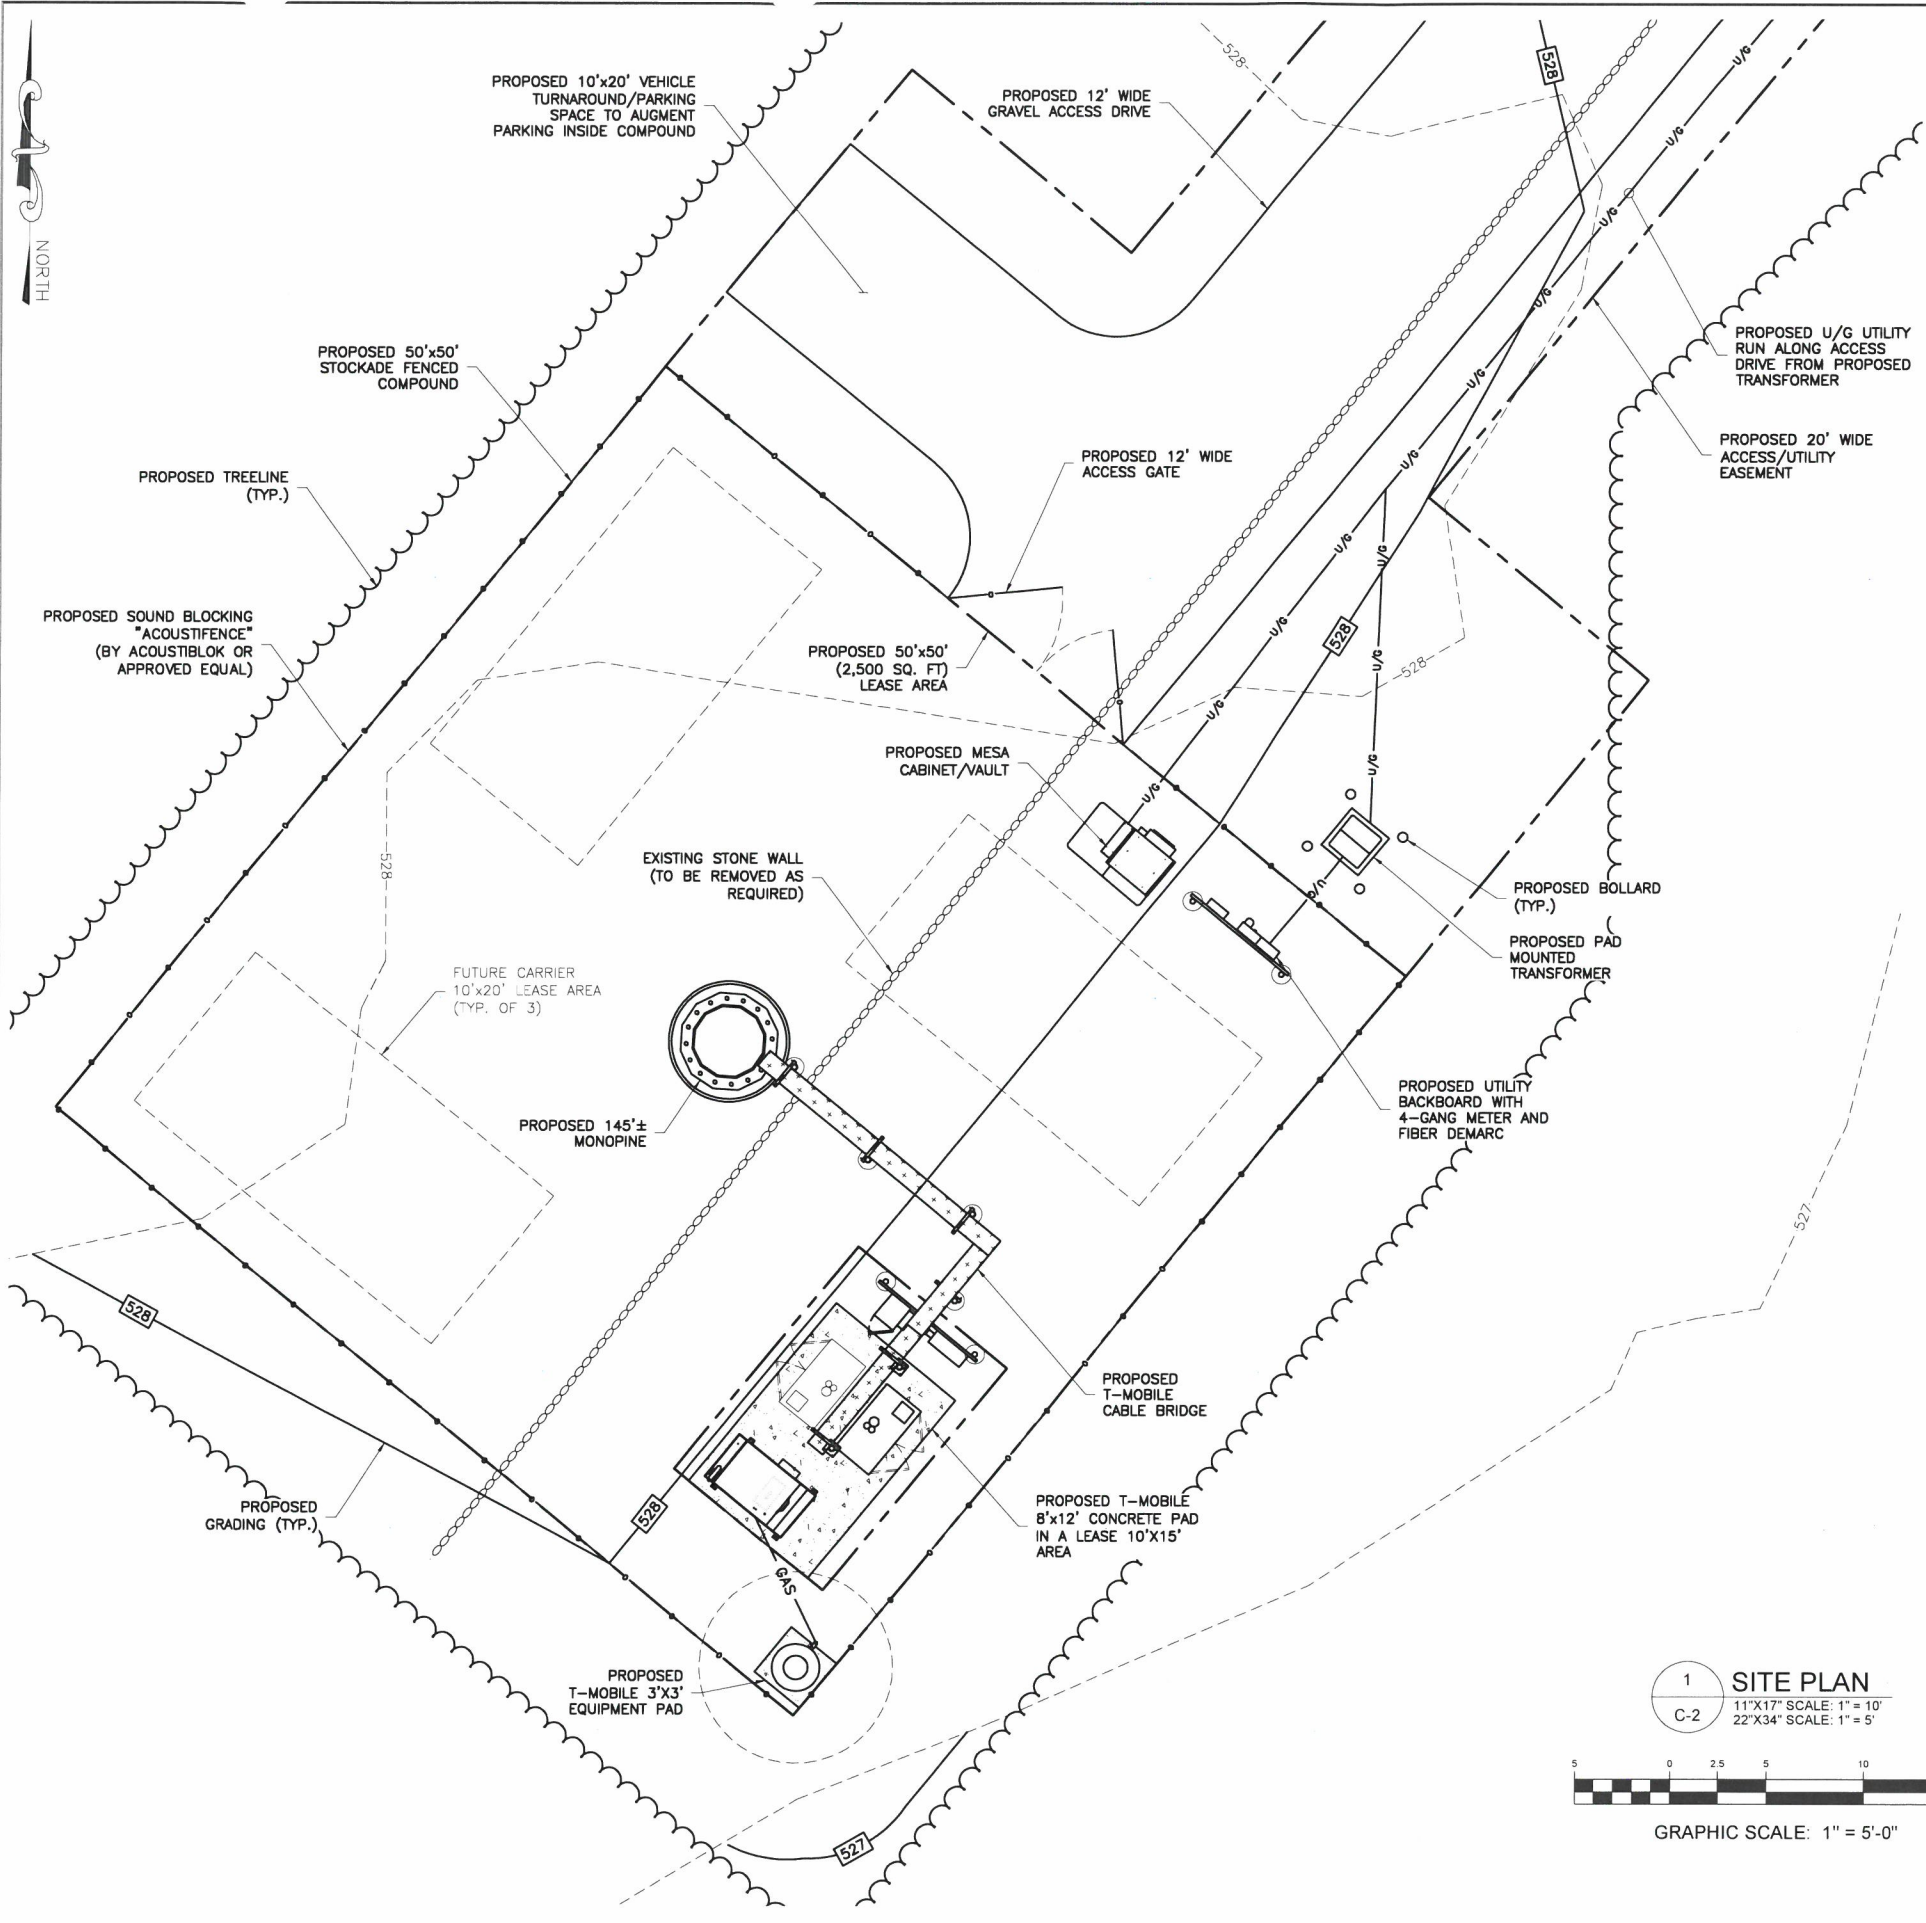 PROPOSED 10'x20' VEHICLE
TURNAROUND/PARKING
SPACE TO AUGMENT
PARKING INSIDE COMPOUND
PROPOSED 12' WIDE
GRAVEL ACCESS DRIVE
528
528
U/G
U/G
U/G
U/G
U/G
U/G
U/G
U/G
U/G
U/G
U/G
U/G
U/G
U/G
NORTH
PROPOSED U/G UTILITY
RUN ALONG ACCESS
DRIVE FROM PROPOSED
TRANSFORMER
PROPOSED 50'x50'
STOCKADE FENCED
COMPOUND
PROPOSED 20' WIDE
ACCESS/UTILITY
EASEMENT
PROPOSED 12' WIDE
ACCESS GATE
PROPOSED TREELINE
(TYP.)
PROPOSED SOUND BLOCKING
"ACOUSTIFENCE"
(BY ACOUSTIBLOK OR
APPROVED EQUAL)
PROPOSED 50'x50'
(2,500 SQ. FT)
LEASE AREA
528
528
PROPOSED MESA
CABINET/VAULT
528
EXISTING STONE WALL
(TO BE REMOVED AS
REQUIRED)
PROPOSED BOLLARD
(TYP.)
PROPOSED PAD
MOUNTED
TRANSFORMER
FUTURE CARRIER
10'x20' LEASE AREA
(TYP. OF 3)
PROPOSED UTILITY
BACKBOARD WITH
4-GANG METER AND
FIBER DEMARC
PROPOSED 145'±
MONOPINE
527
528
PROPOSED
T-MOBILE
CABLE BRIDGE
PROPOSED
GRADING (TYP.)
528
PROPOSED T-MOBILE
8'x12' CONCRETE PAD
IN A LEASE 10'X15'
AREA
GAS
PROPOSED
T-MOBILE 3'X3'
EQUIPMENT PAD
527
1
C-2
SITE PLAN
11"X17" SCALE: 1" = 10'
22"X34" SCALE: 1" = 5'
5 0 2.5 5 10
GRAPHIC SCALE: 1" = 5'-0"